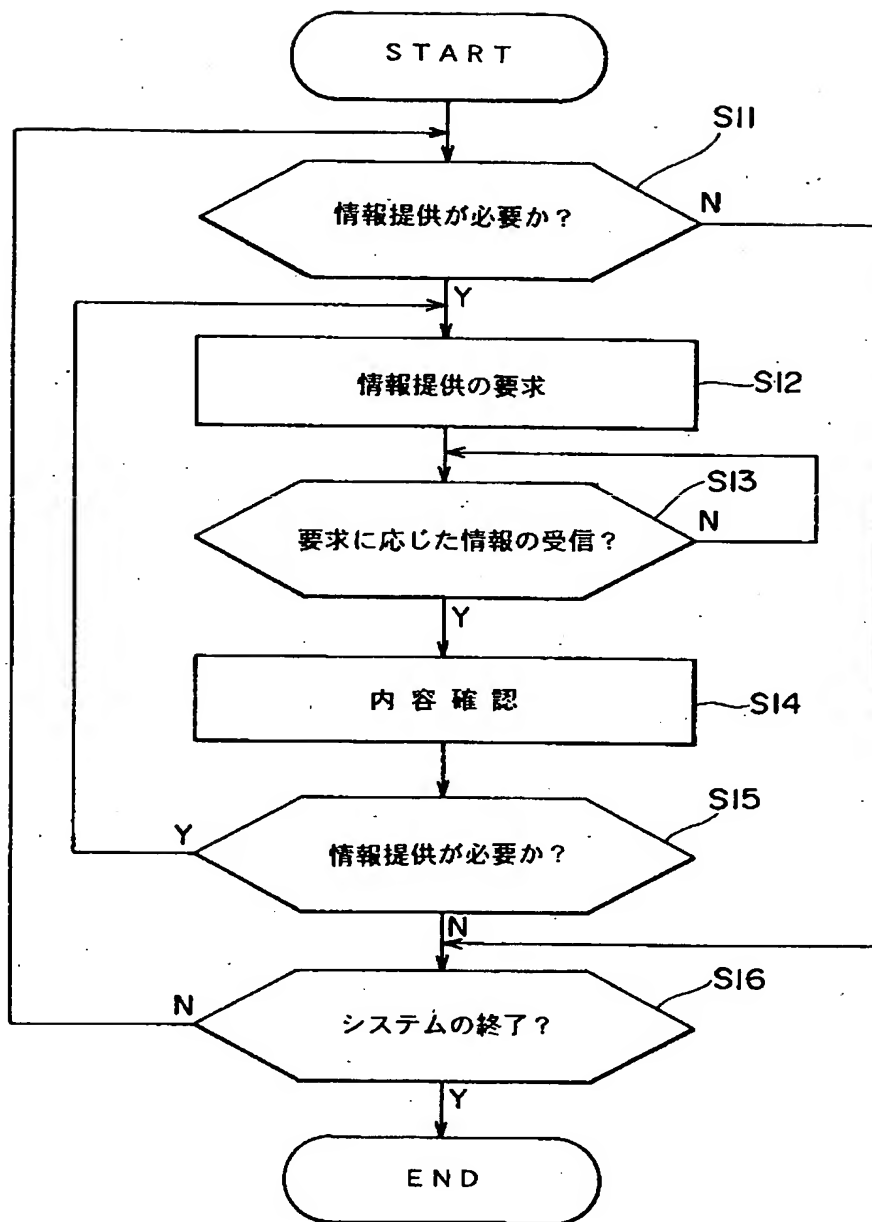 START
S11
情報提供が必要か？
N
Y
情報提供の要求
S12
S13
要求に応じた情報の受信？
N
Y
内容確認
S14
S15
Y
情報提供が必要か？
N
S16
N
システムの終了？
Y
END